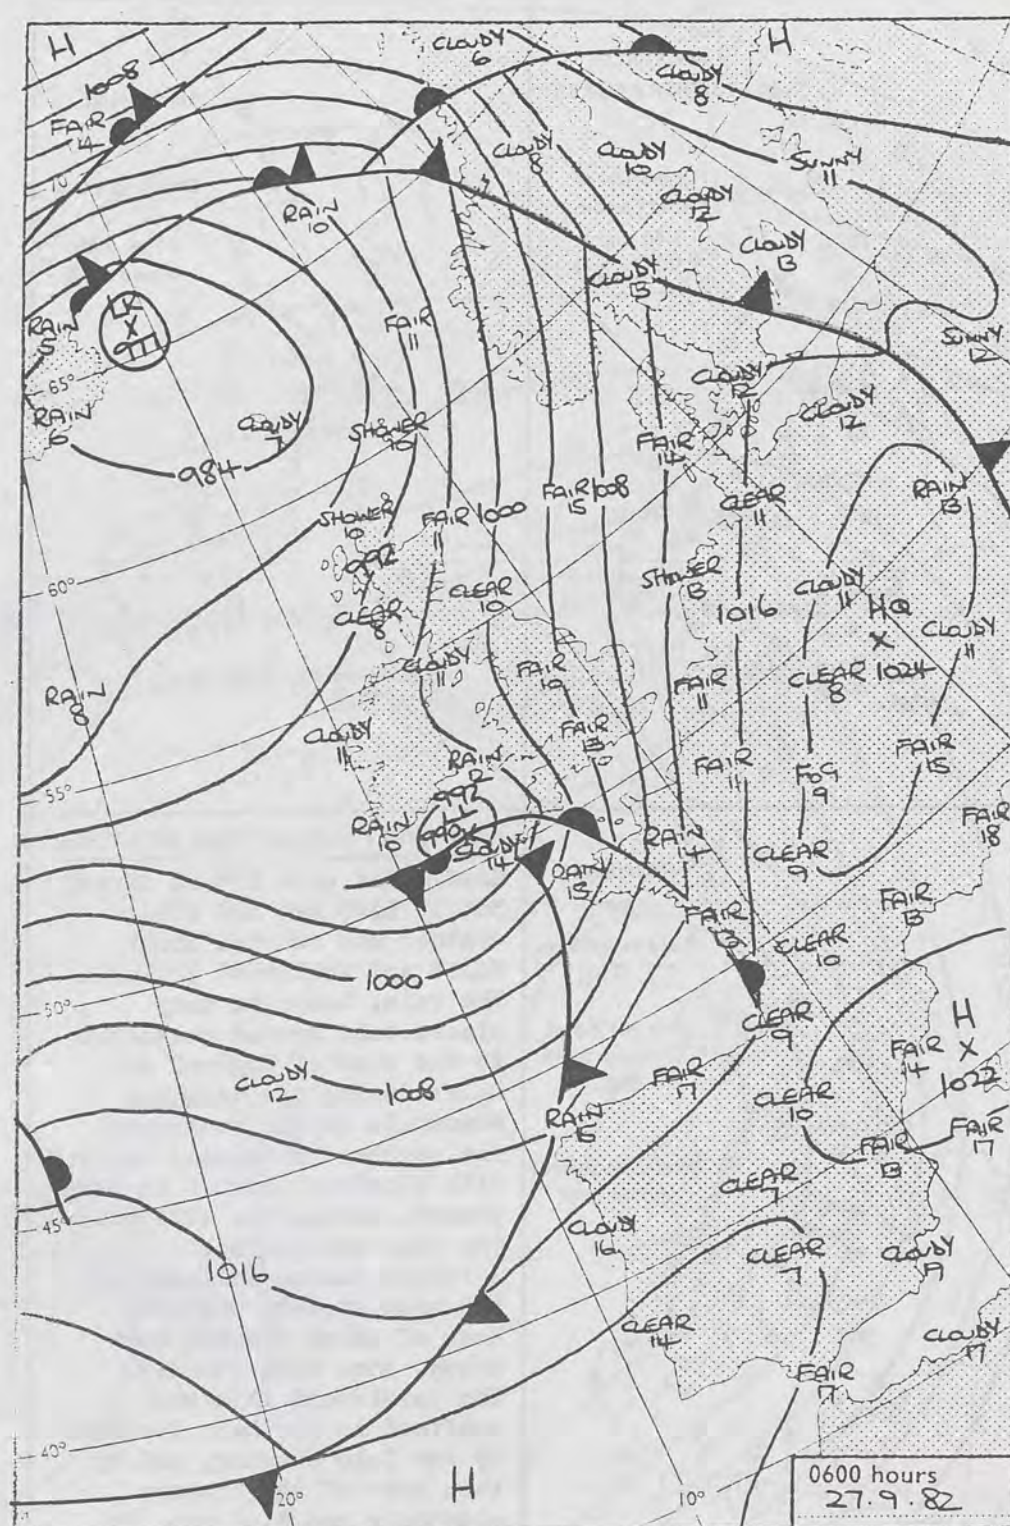 H
CLOUDY
6
H
1008
CLOUDY
8
FAIR
14
CLOUDY
8
CLOUDY
10
SUNNY
11
70
CLOUDY
12
RAIN
10
CLOUDY
13
CLOUDY
13
LK
X
RAIN
5
FAIR
11
SUNNY
12
65°
CLOUDY
12
RAIN
6
CLOUDY
7
SHOWER
10
CLOUDY
12
FAIR
14
984
FAIR
15
1008
CLEAR
11
RAIN
13
SHOWER
10
FAIR
11
1000
992
60°
CLEAR
10
SHOWER
13
CLOUDY
11
1016
HQ
X
CLEAR
8
CLOUDY
11
CLOUDY
11
FAIR
10
FAIR
11
CLEAR
8
1024
RAIN
8
CLOUDY
11
FAIR
13
FAIR
15
RAIN
12
FAIR
11
FOG
9
55°
992
L
990
X
FAIR
18
RAIN
10
CLOUDY
14
RAIN
14
CLEAR
9
RAIN
15
FAIR
13
FAIR
13
CLEAR
10
1000
50°
CLEAR
9
H
X
1022
FAIR
14
CLOUDY
12
1008
FAIR
17
CLEAR
10
RAIN
15
FAIR
13
FAIR
17
CLEAR
7
45°
CLOUDY
16
CLEAR
7
CLOUDY
19
1016
CLEAR
14
CLOUDY
17
FAIR
17
40°
H
20°
10°
0600 hours
27.9.82